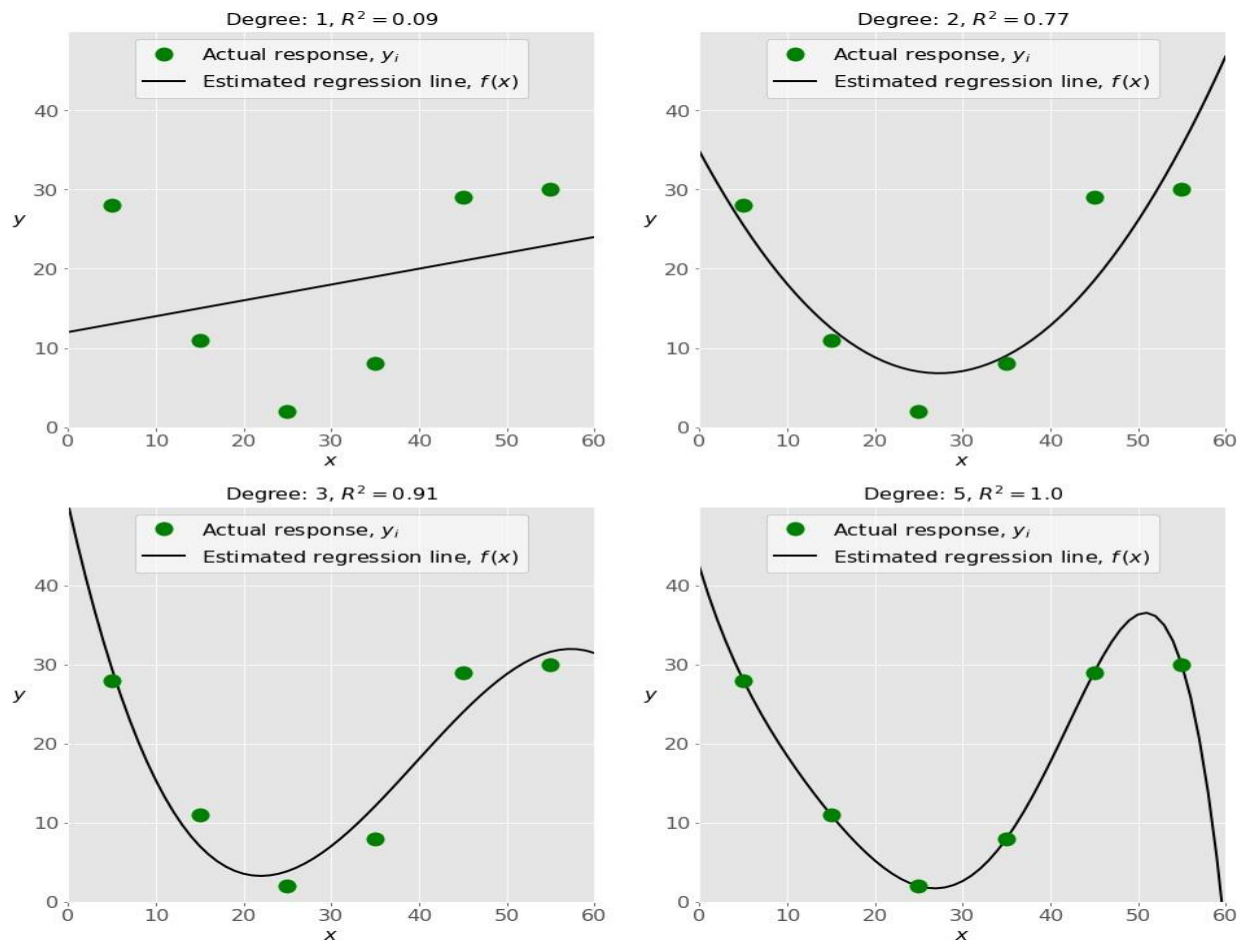 Degree: 1, R² = 0.09
Actual response, yᵢ
Estimated regression line, f(x)
40
30
y
20
10
0
0 10 20 30 40 50 60
x
Degree: 2, R² = 0.77
Actual response, yᵢ
Estimated regression line, f(x)
40
30
y
20
10
0
0 10 20 30 40 50 60
x
Degree: 3, R² = 0.91
Actual response, yᵢ
Estimated regression line, f(x)
40
30
y
20
10
0
0 10 20 30 40 50 60
x
Degree: 5, R² = 1.0
Actual response, yᵢ
Estimated regression line, f(x)
40
30
y
20
10
0
0 10 20 30 40 50 60
x